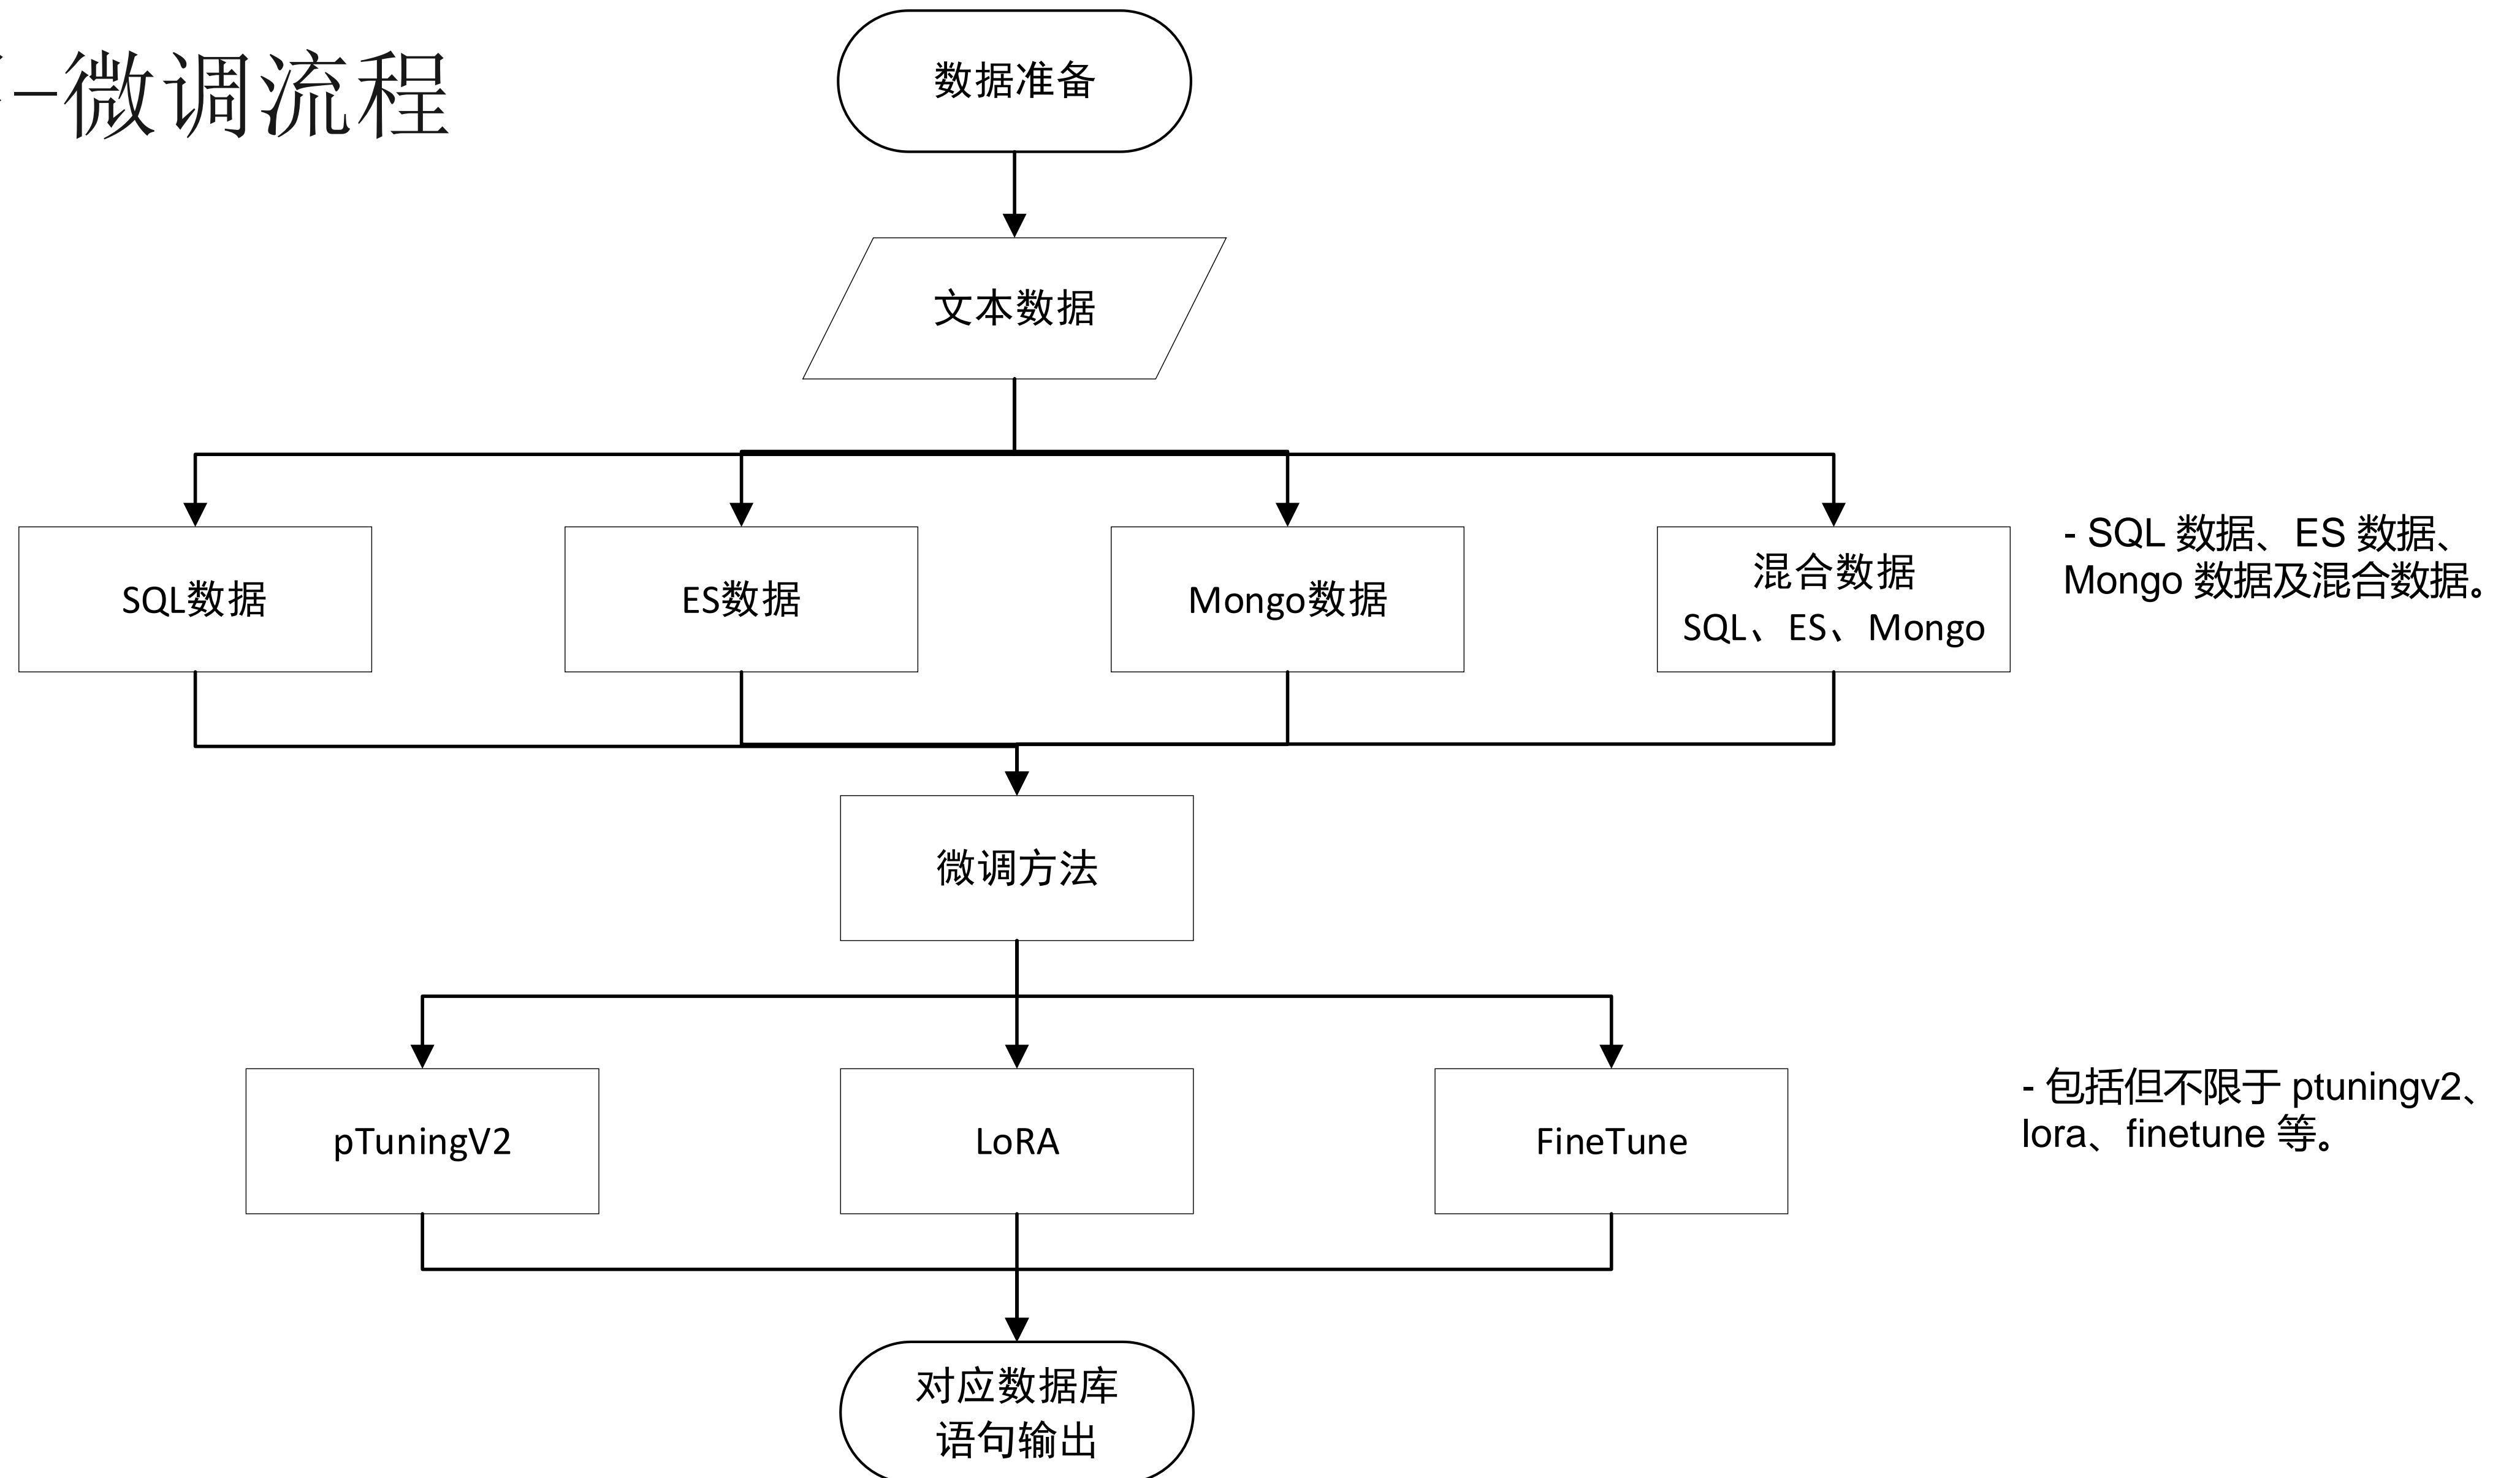 –微调流程
数据准备
文本数据
SQL数据
ES数据
Mongo数据
混合数据
SQL、ES、Mongo
- SQL 数据、ES 数据、
Mongo 数据及混合数据。
微调方法
pTuningV2
LoRA
FineTune
- 包括但不限于 ptuningv2、
lora、finetune 等。
对应数据库
语句输出